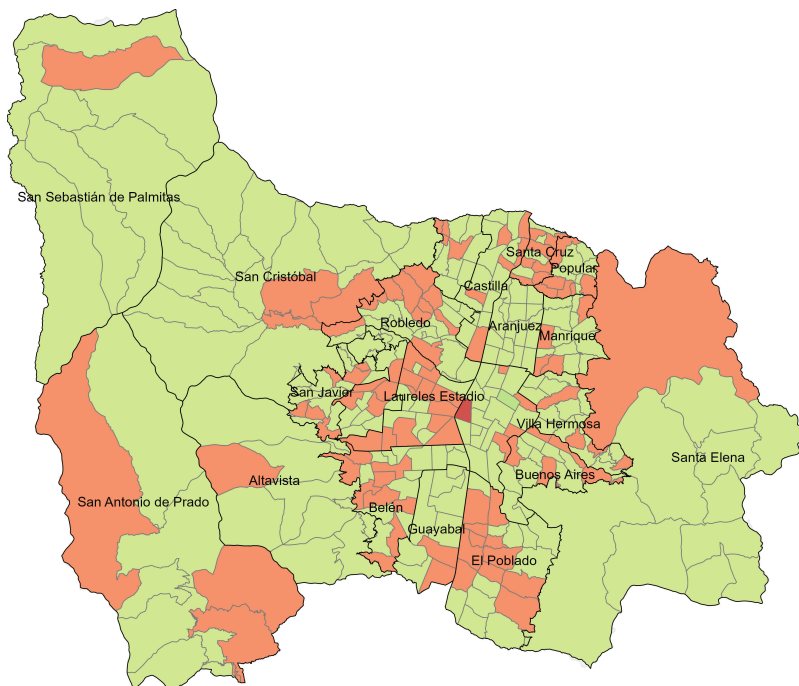 San Sebastián de Palmitas
Santa Cruz
Popular
San Cristóbal
Castilla
Robledo
Aranjuez
Manrique
San Javier
Laureles Estadio
Villa Hermosa
Santa Elena
Buenos Aires
Altavista
San Antonio de Prado
Belén
Guayabal
El Poblado